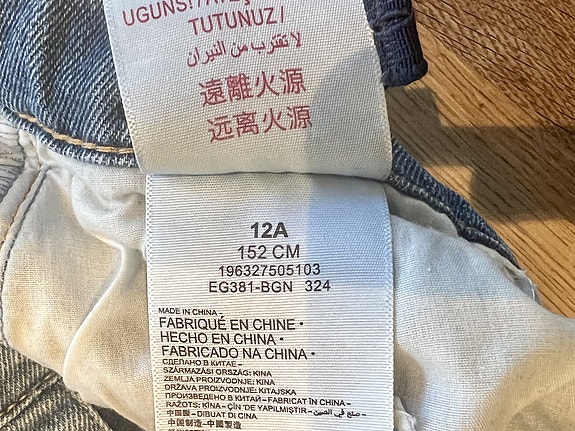 TUTUNUZ/
لا تقترب من النيران
遠離火源
远离火源
12A
152 CM
196327505103
EG381-BGN 324
MADE IN CHINA -
FABRIQUÉ EN CHINE •
HECHO EN CHINA •
FABRICADO NA CHINA •
СДЕЛАНО В КИТАЕ -
SZÁRMAZÁSI ORSZÁG: KÍNA
ZEMLJA PROIZVODNJE: KINA
DRŽAVA PROIZVODNJE: KITAJSKA
ПРОИЗВЕДЕНО В КИТАЙ - FABRICAT ÎN CHINA
RAŽOTS: ĶĪNA - ÇİN'DE YAPILMIŞTIR - صنع في الصين -
中国製 - DIBUAT DI CINA
中国制造 - 中國製造